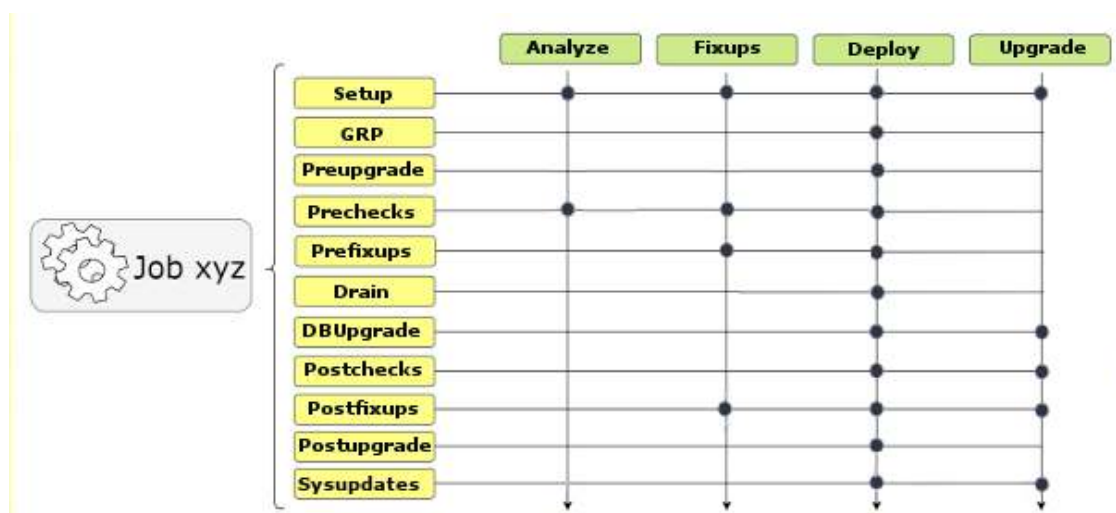 Analyze Fixups Deploy Upgrade
Setup
GRP
Preupgrade
Prechecks
Prefixups
Job xyz
Drain
DBUpgrade
Postchecks
Postfixups
Postupgrade
Sysupdates